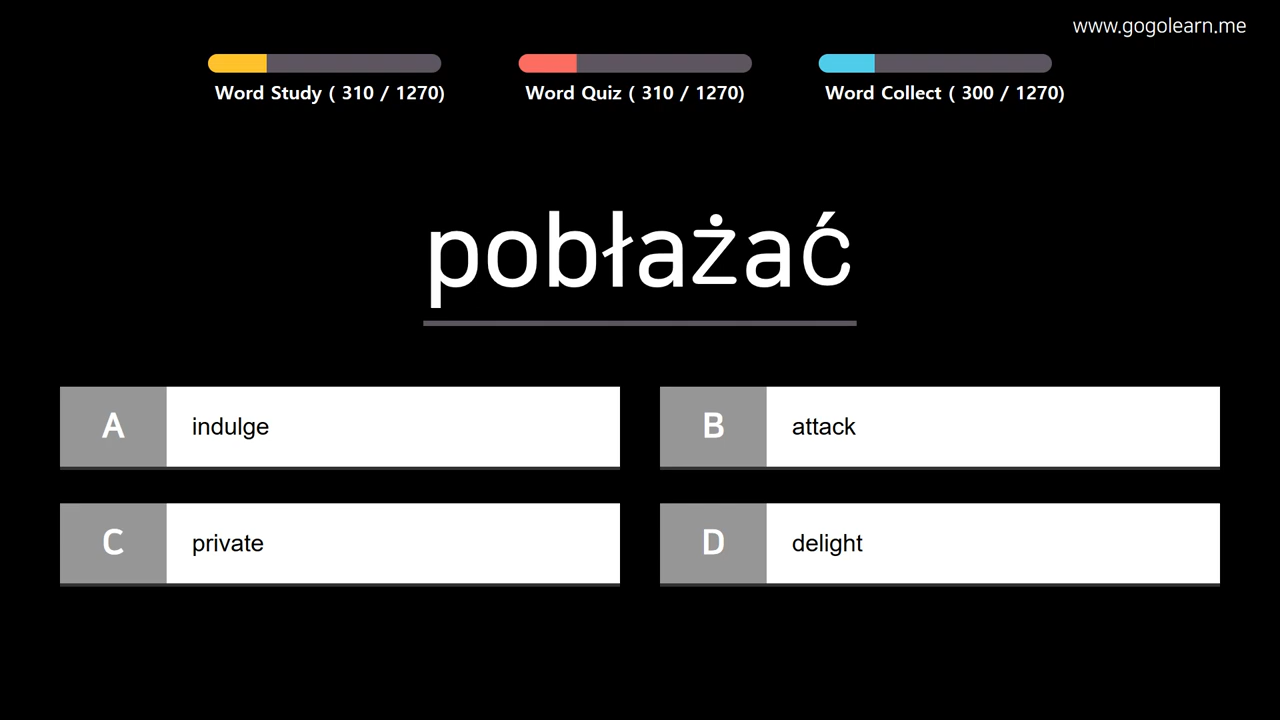 www.gogolearn.me
Word Study ( 310 / 1270)
Word Quiz ( 310 / 1270)
Word Collect ( 300 / 1270)
pobłażać
A
indulge
B
attack
C
private
D
delight